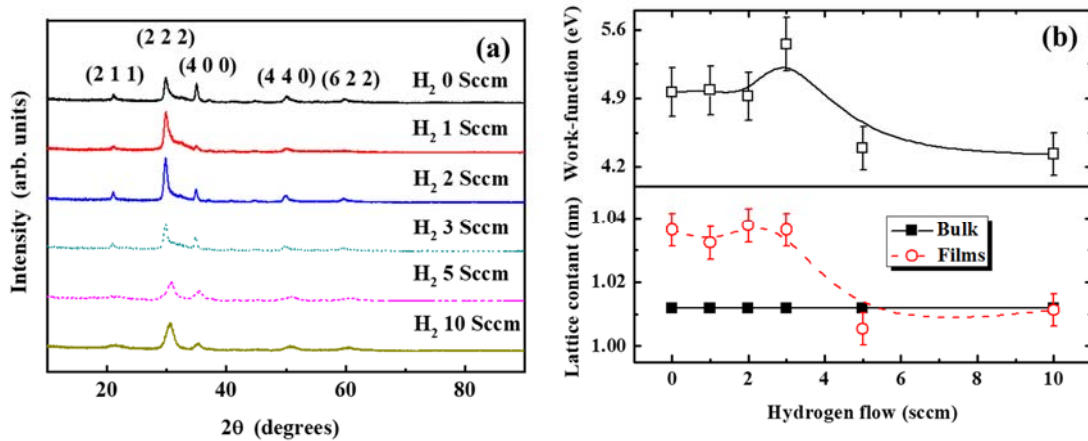 (a)
(2 2 2)
(2 1 1)
(4 0 0)
(4 4 0)
(6 2 2)
H2 0 Sccm
H2 1 Sccm
H2 2 Sccm
H2 3 Sccm
H2 5 Sccm
H2 10 Sccm
Intensity (arb. units)
20 40 60 80
2θ (degrees)
(b)
Work-function (eV)
5.6
4.9
4.2
Lattice contant (nm)
1.04
1.02
1.00
Bulk
Films
0 2 4 6 8 10
Hydrogen flow (sccm)